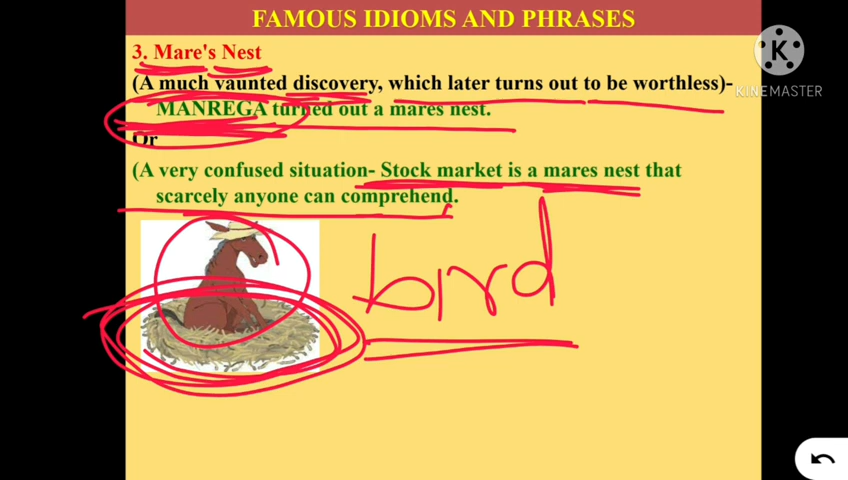 FAMOUS IDIOMS AND PHRASES
3. Mare's Nest
(A much vaunted discovery, which later turns out to be worthless)-
MANREGA turned out a mares nest.
Or
(A very confused situation- Stock market is a mares nest that
scarcely anyone can comprehend.
bird
K
KINEMASTER